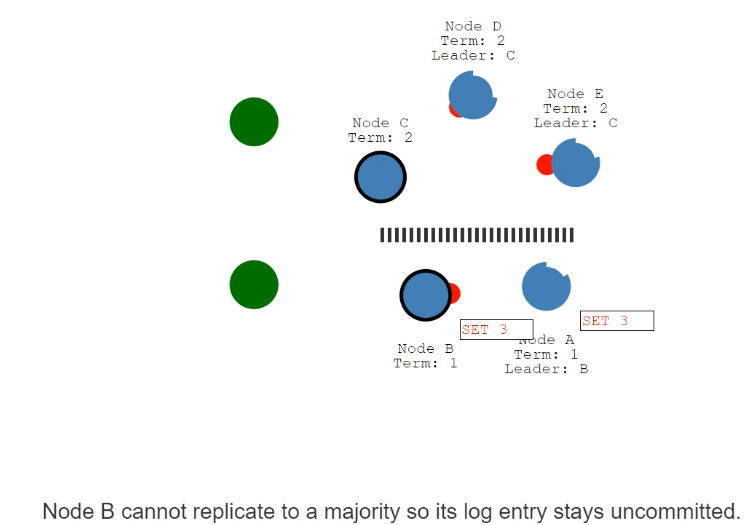 Node D
Term: 2
Leader: C
Node E
Term: 2
Leader: C
Node C
Term: 2
SET 3
SET 3
Node B
Term: 1
Node A
Term: 1
Leader: B
Node B cannot replicate to a majority so its log entry stays uncommitted.